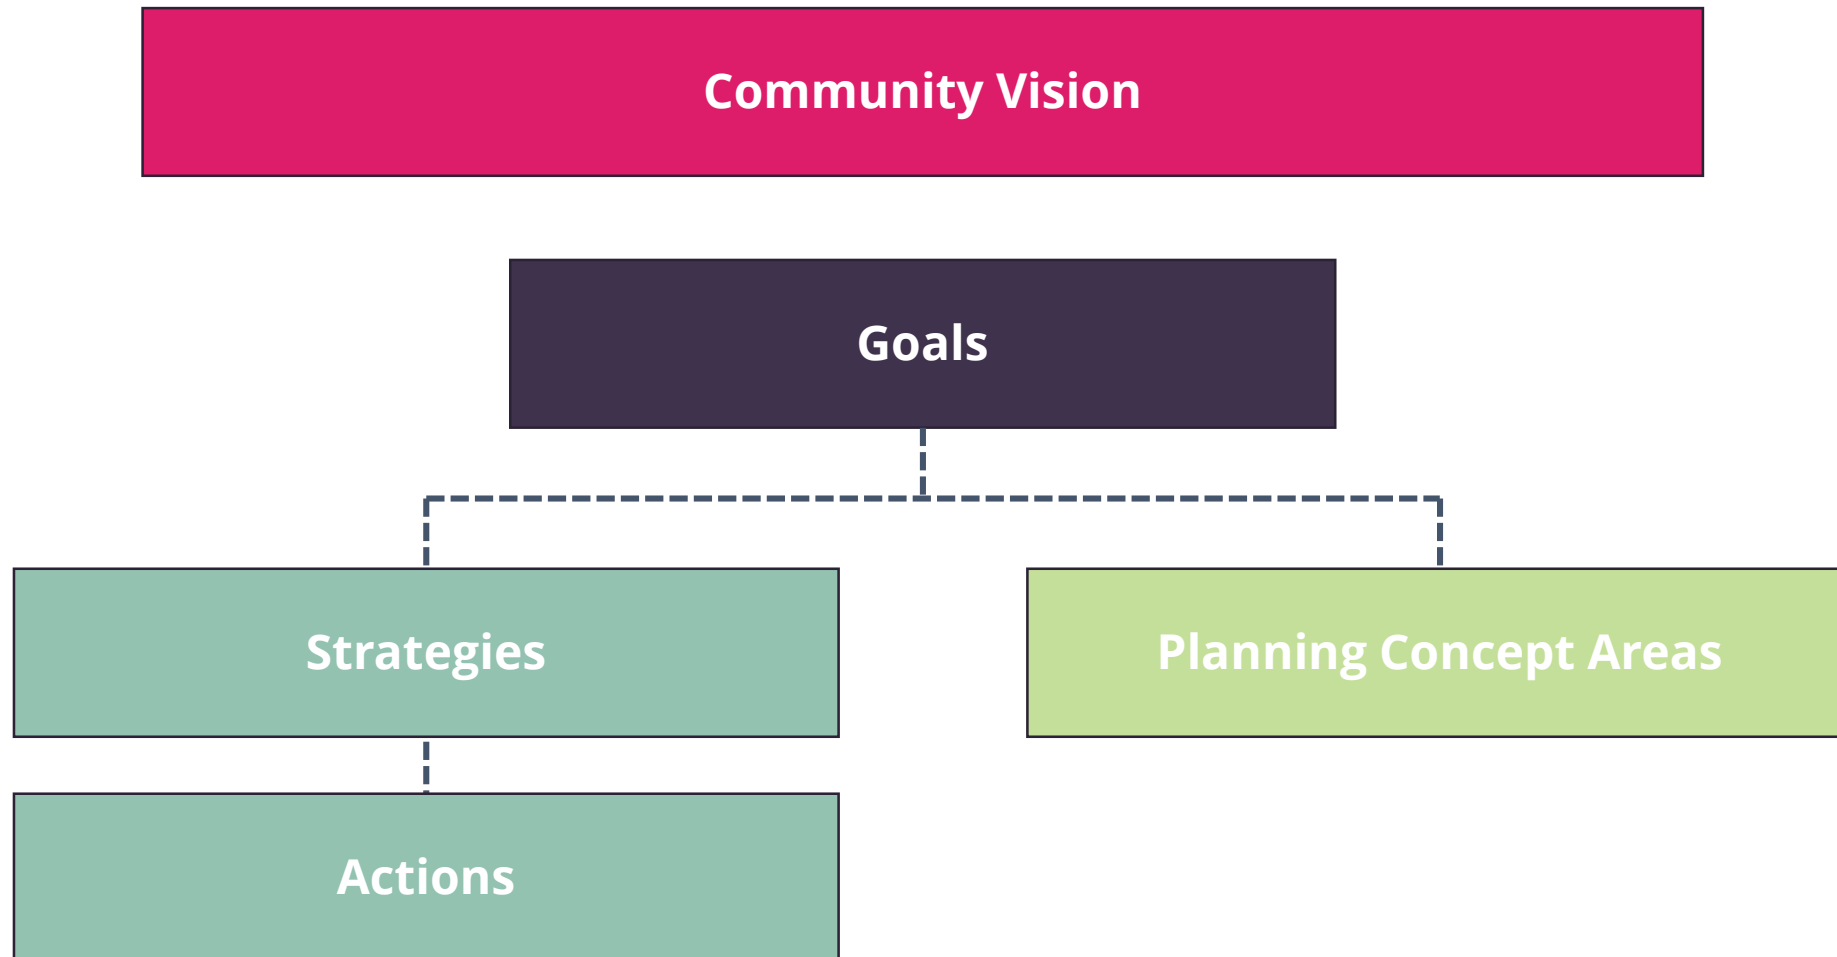 Community Vision
Goals
Strategies
Planning Concept Areas
Actions